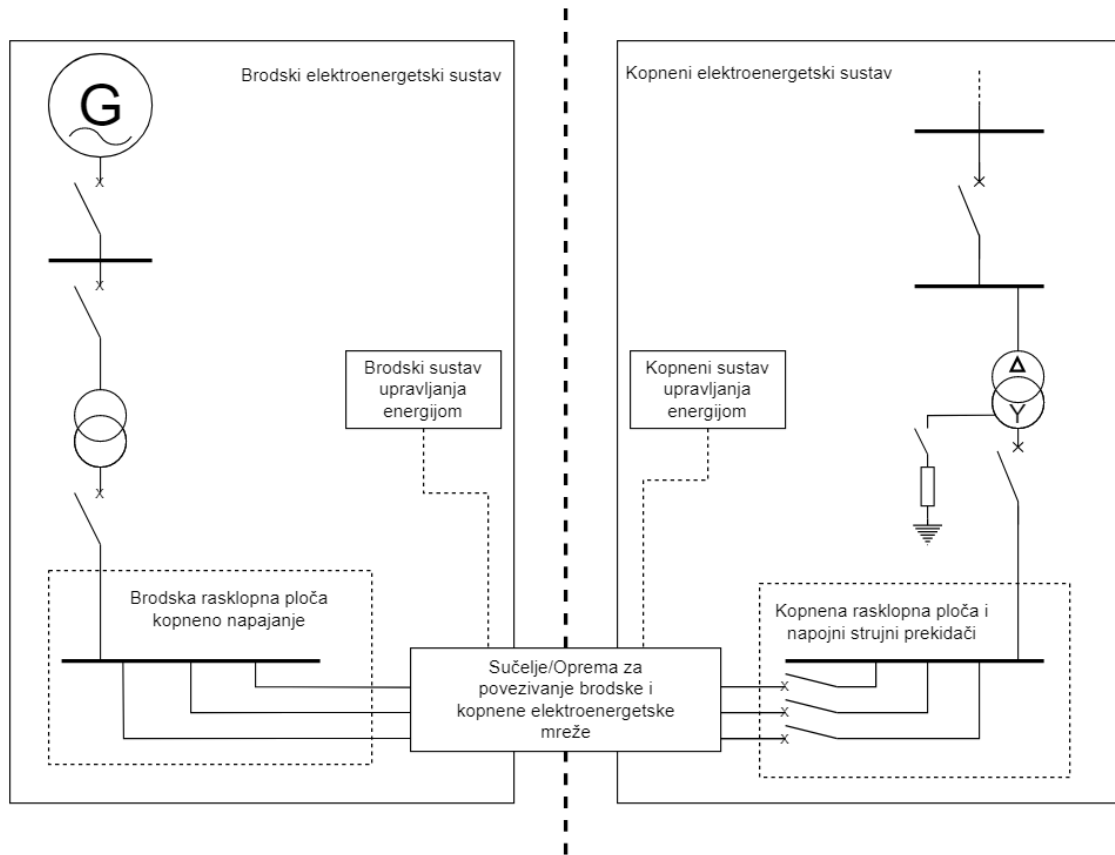 Brodski elektroenergetski sustav
Kopneni elektroenergetski sustav
G
Brodski sustav
upravljanja
energijom
Kopneni sustav
upravljanja
energijom
Δ
Y
Brodska rasklopna ploča
kopneno napajanje
Kopnena rasklopna ploča i
napojni strujni prekidači
Sučelje/Oprema za
povezivanje brodske i
kopnene elektroenergetske
mreže